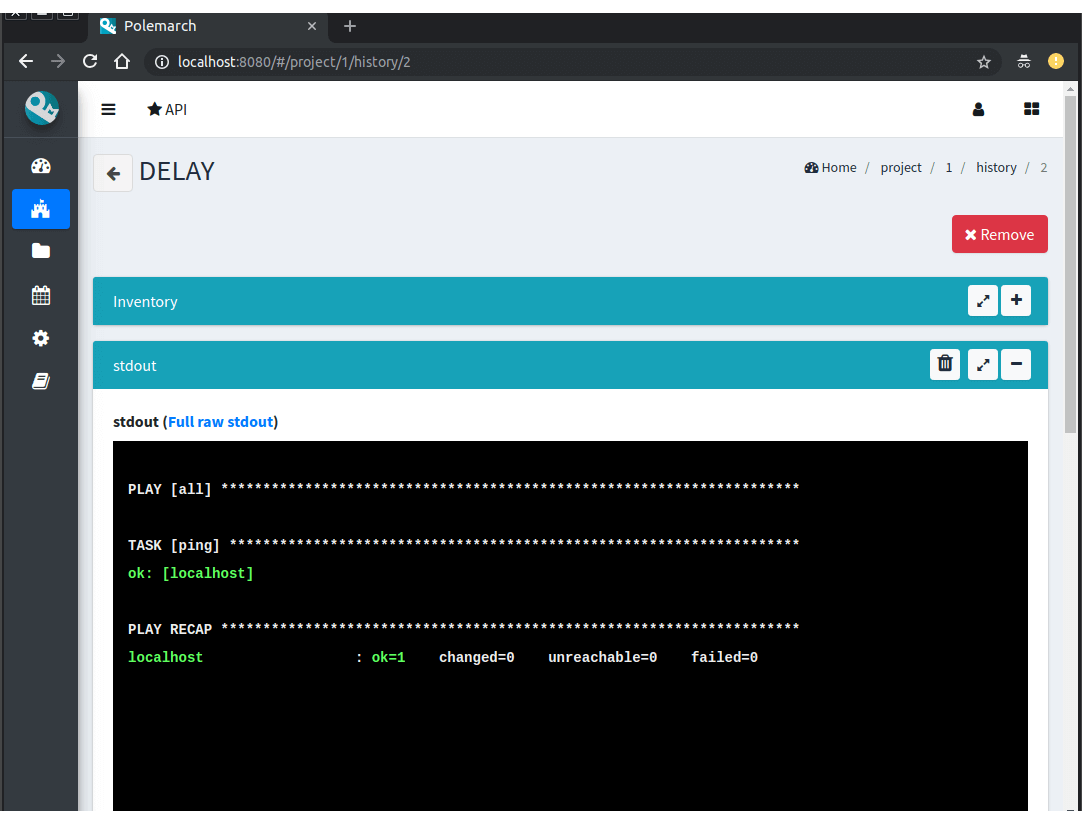 Polemarch
localhost:8080/#/project/1/history/2
API
DELAY
Home / project / 1 / history / 2
Remove
Inventory
stdout
stdout (Full raw stdout)
PLAY [all] *********************************************************************
TASK [ping] ********************************************************************
ok: [localhost]
PLAY RECAP *********************************************************************
localhost : ok=1 changed=0 unreachable=0 failed=0